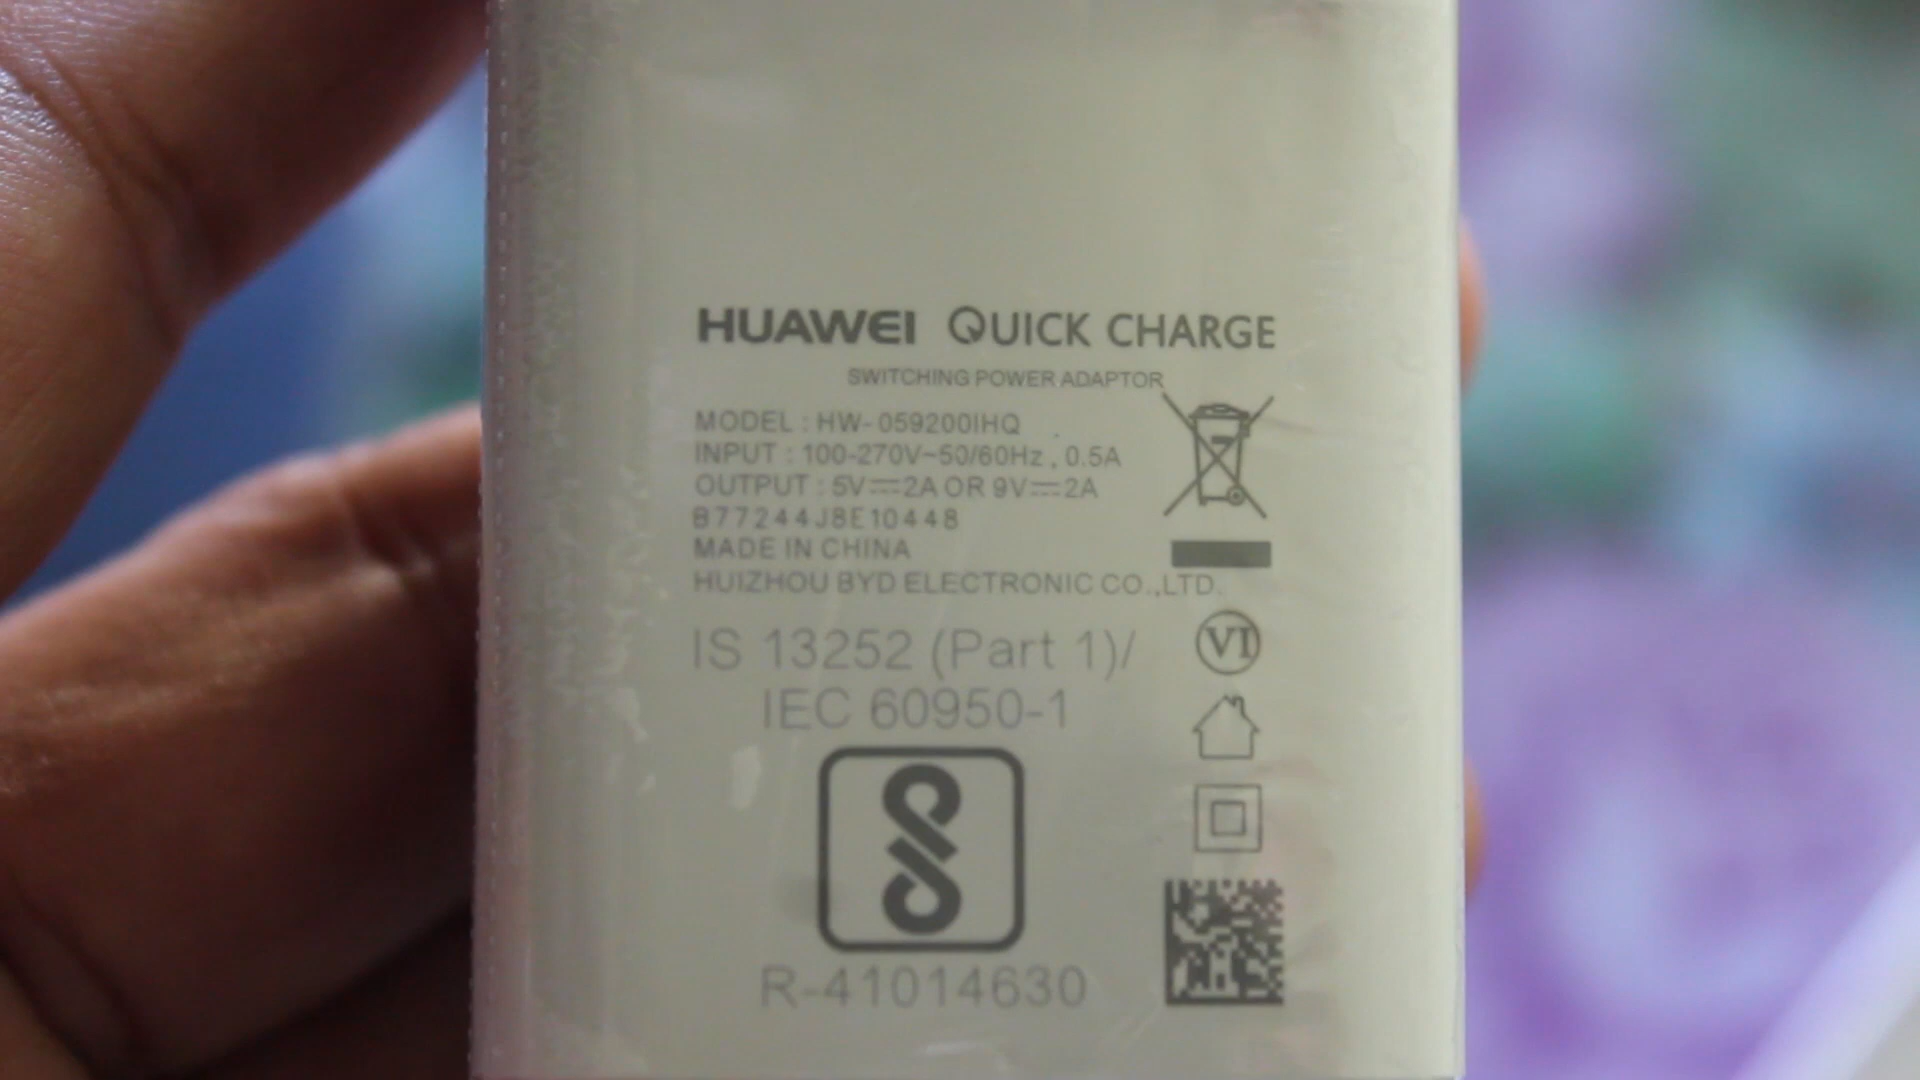 HUAWEI QUICK CHARGE
SWITCHING POWER ADAPTOR
MODEL : HW-059200IHQ
INPUT : 100-270V~50/60Hz , 0.5A
OUTPUT : 5V⎓2A OR 9V⎓2A
B77244J8E10448
MADE IN CHINA
HUIZHOU BYD ELECTRONIC CO.,LTD.
IS 13252 (Part 1)/
IEC 60950-1
VI
R-41014630